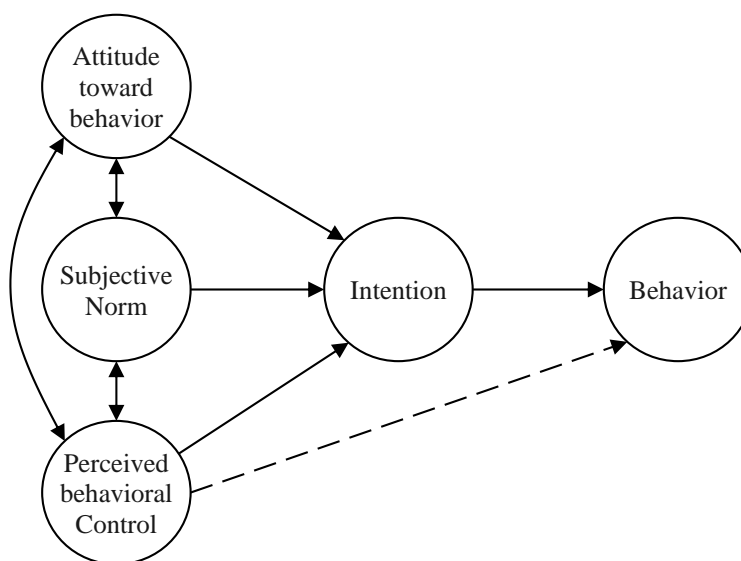 Attitude
toward
behavior
Subjective
Norm
Intention
Behavior
Perceived
behavioral
Control